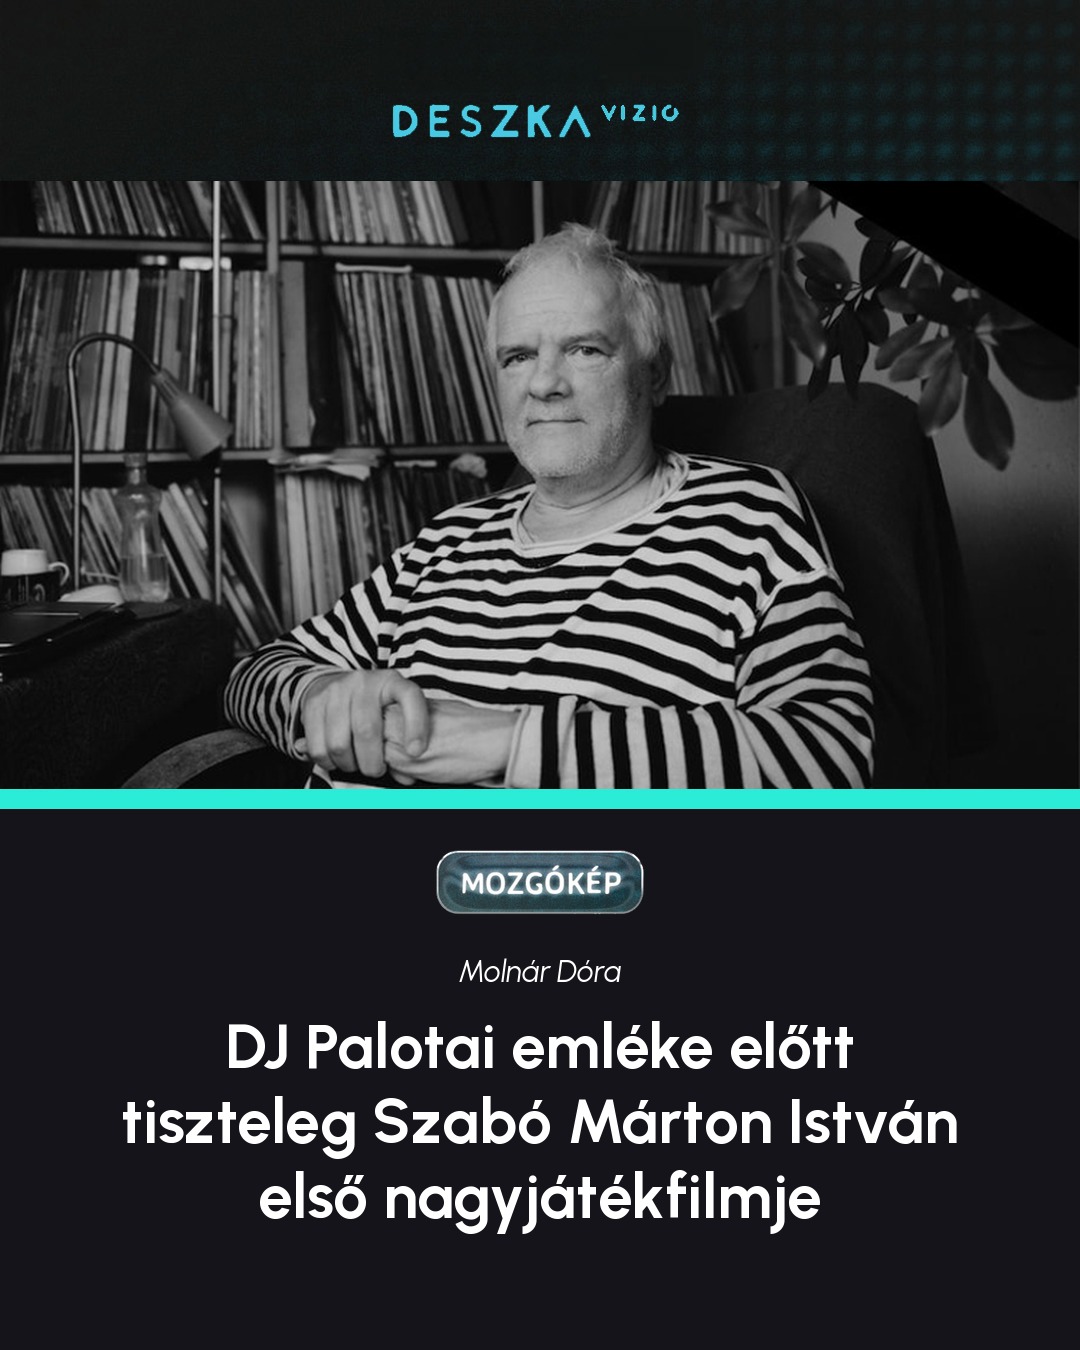 DESZKA VIZIO
MOZGÓKÉP
Molnár Dóra
DJ Palotai emléke előtt
tiszteleg Szabó Márton István
első nagyjátékfilmje